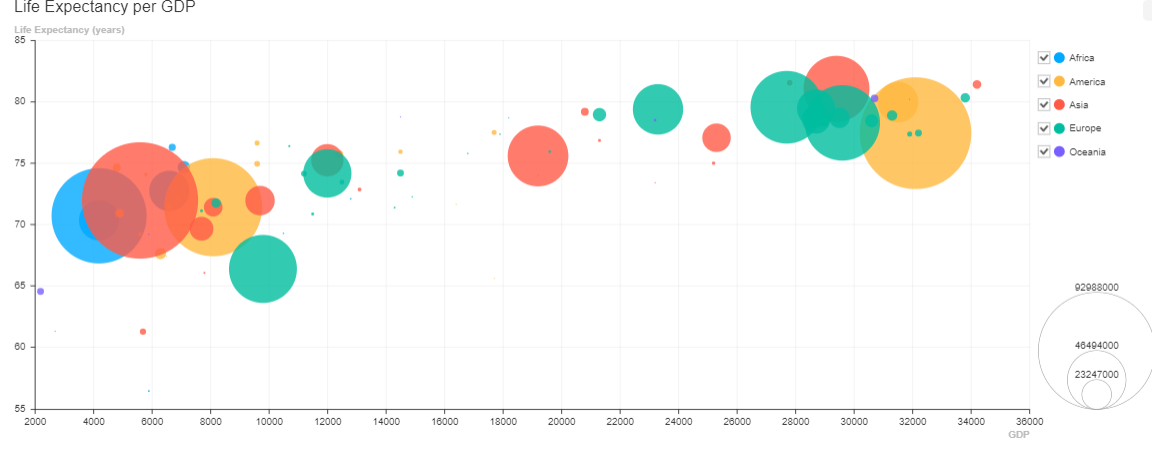 Life Expectancy per GDP
Life Expectancy (years)
85
80
75
70
65
60
55
2000 4000 6000 8000 10000 12000 14000 16000 18000 20000 22000 24000 26000 28000 30000 32000 34000 36000
GDP
Africa
America
Asia
Europe
Oceania
92988000
46494000
23247000